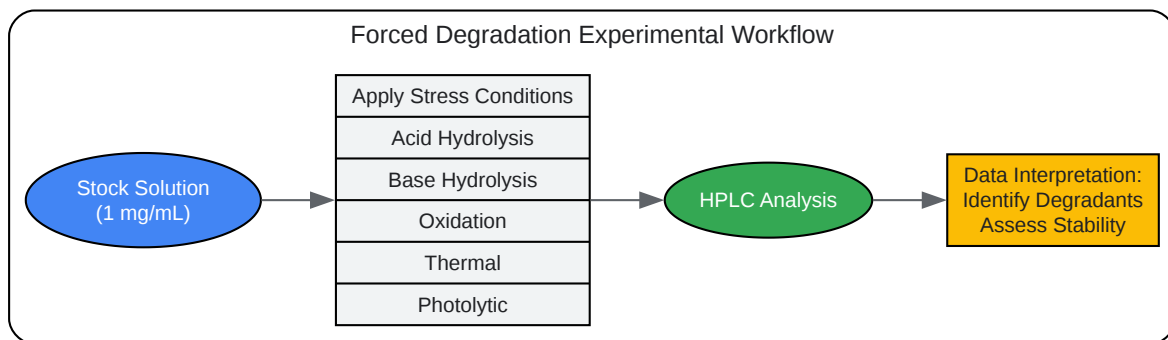 Forced Degradation Experimental Workflow
Stock Solution
(1 mg/mL)
Apply Stress Conditions
Acid Hydrolysis
Base Hydrolysis
Oxidation
Thermal
Photolytic
HPLC Analysis
Data Interpretation:
Identify Degradants
Assess Stability